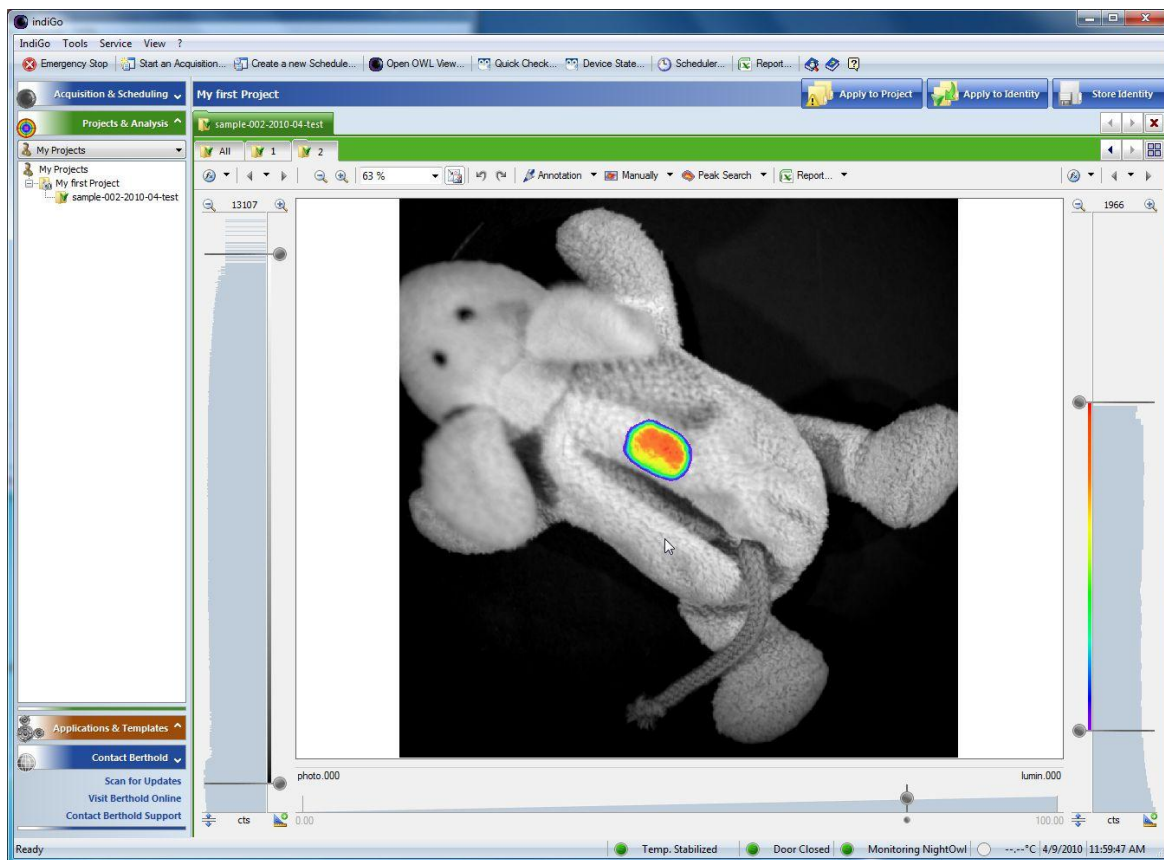 indiGo
IndiGo Tools Service View ?
Emergency Stop Start an Acquisition... Create a new Schedule... Open OWL View... Quick Check... Device State... Scheduler... Report...
Acquisition & Scheduling
My first Project
Apply to Project
Apply to Identity
Store Identity
Projects & Analysis
sample-002-2010-04-test
My Projects
All 1 2
My Projects
My first Project
sample-002-2010-04-test
63 % Annotation Manually Peak Search Report...
13107
1966
Applications & Templates
Contact Berthold
Scan for Updates
Visit Berthold Online
Contact Berthold Support
photo.000
lumin.000
cts
0.00
100.00
cts
Ready
Temp. Stabilized
Door Closed
Monitoring NightOwl
--.--°C
4/9/2010
11:59:47 AM